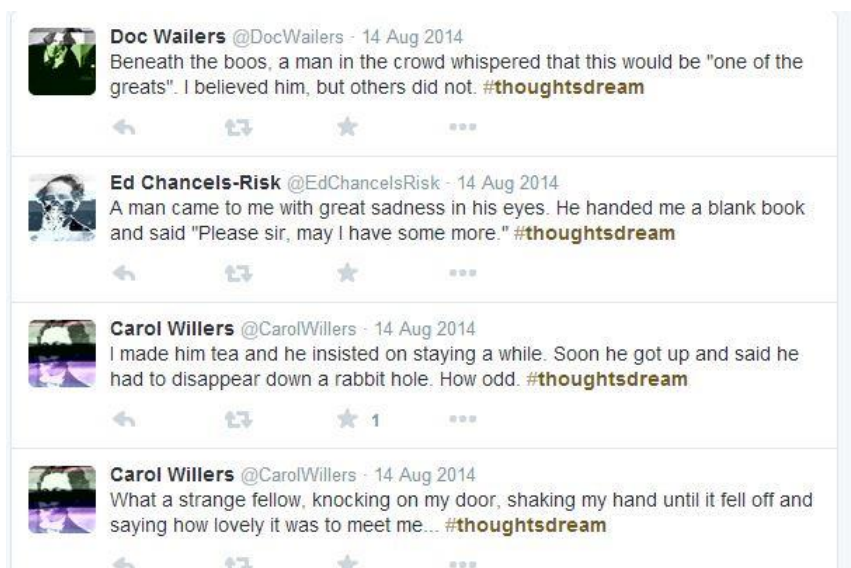 Doc Wailers @DocWailers · 14 Aug 2014
Beneath the boos, a man in the crowd whispered that this would be "one of the
greats". I believed him, but others did not. #thoughtsdream
Ed Chancels-Risk @EdChancelsRisk · 14 Aug 2014
A man came to me with great sadness in his eyes. He handed me a blank book
and said "Please sir, may I have some more." #thoughtsdream
Carol Willers @CarolWillers · 14 Aug 2014
I made him tea and he insisted on staying a while. Soon he got up and said he
had to disappear down a rabbit hole. How odd. #thoughtsdream
1
Carol Willers @CarolWillers · 14 Aug 2014
What a strange fellow, knocking on my door, shaking my hand until it fell off and
saying how lovely it was to meet me... #thoughtsdream